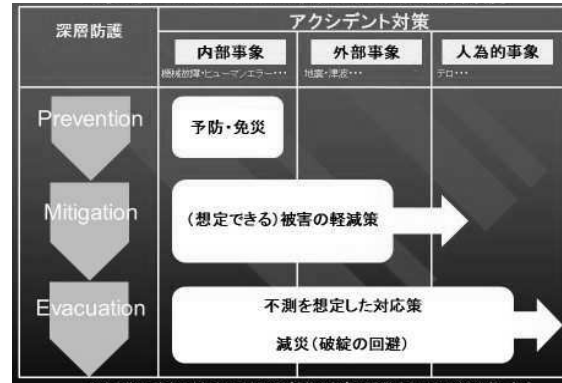 深層防護
アクシデント対策
内部事象
外部事象
人為的事象
機械故障・ヒューマンエラー・・・
地震・津波・・・
テロ・・・
Prevention
予防・免災
Mitigation
(想定できる)被害の軽減策
Evacuation
不測を想定した対応策
減災(破綻の回避)